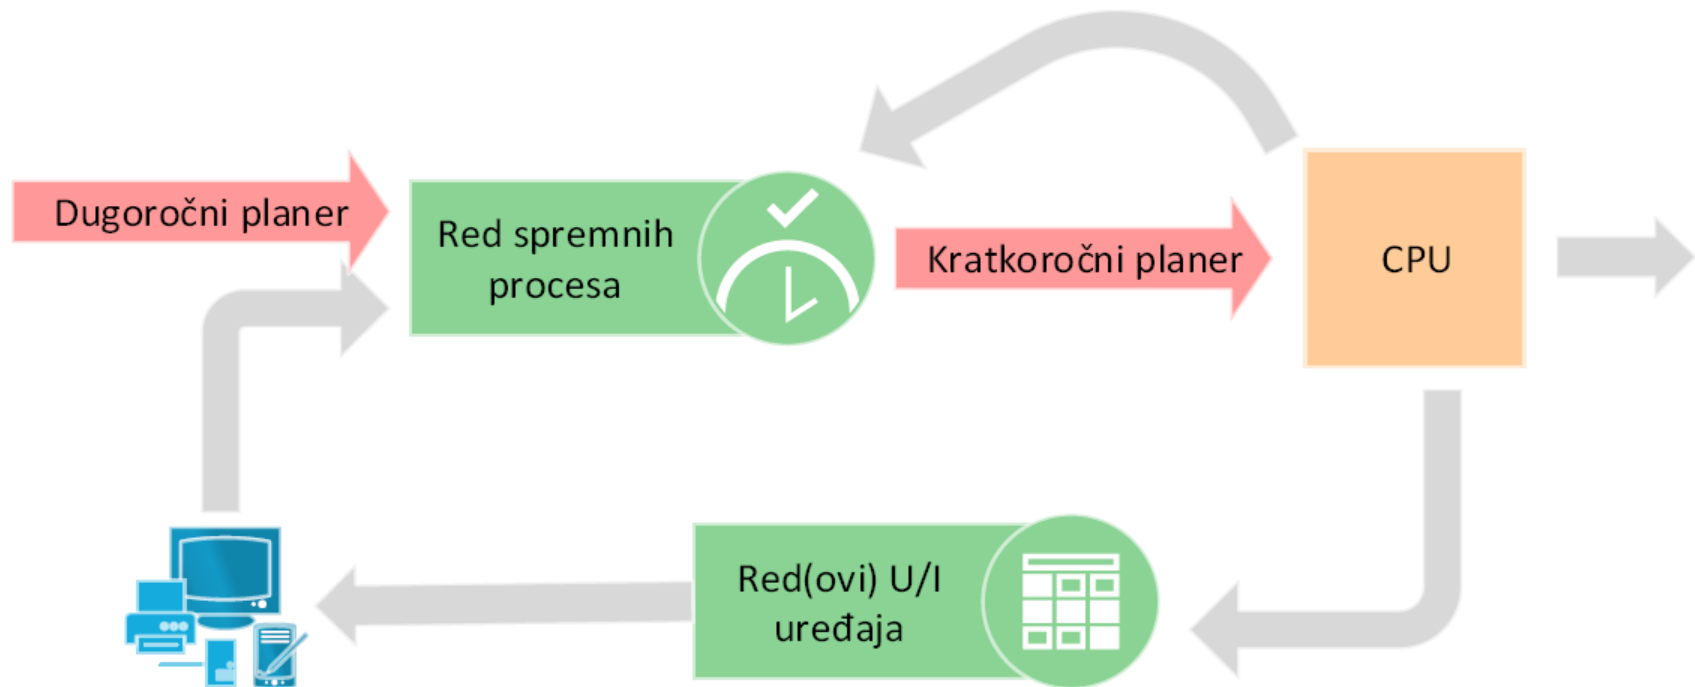 Dugoročni planer
Red spremnih
procesa
Kratkoročni planer
CPU
Red(ovi) U/I
uređaja